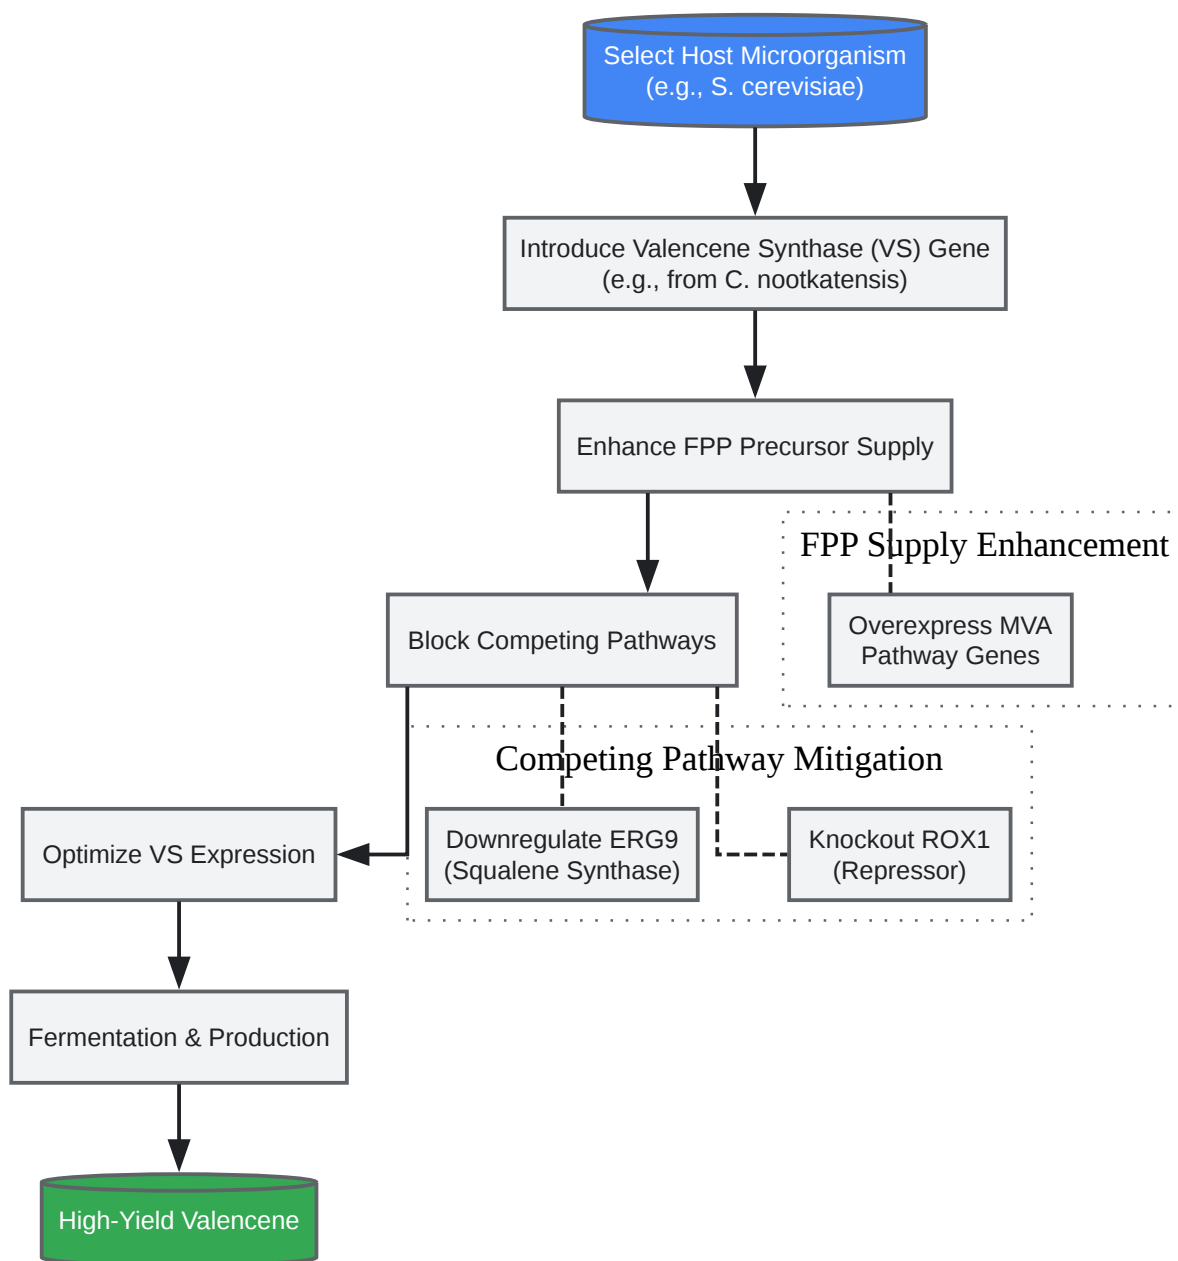 Select Host Microorganism
(e.g., S. cerevisiae)
Introduce Valencene Synthase (VS) Gene
(e.g., from C. nootkatensis)
Enhance FPP Precursor Supply
FPP Supply Enhancement
Overexpress MVA
Pathway Genes
Block Competing Pathways
Competing Pathway Mitigation
Downregulate ERG9
(Squalene Synthase)
Knockout ROX1
(Repressor)
Optimize VS Expression
Fermentation & Production
High-Yield Valencene